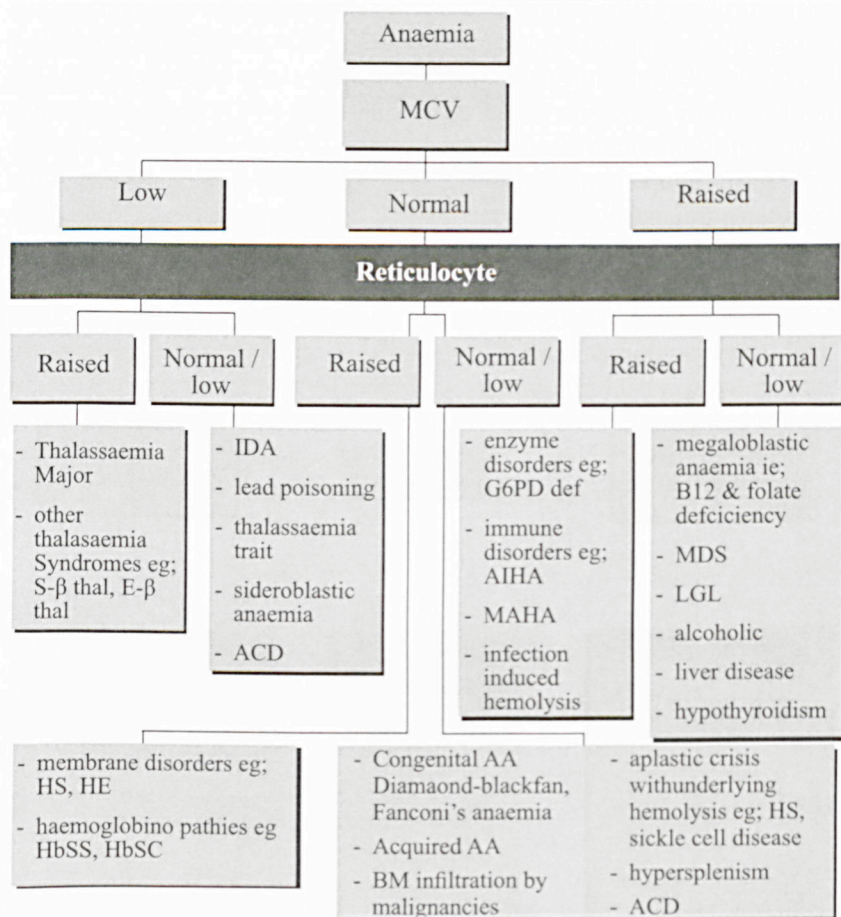 Anaemia
MCV
Low
Normal
Raised
Reticulocyte
Raised
Normal /
low
Raised
Normal /
low
Raised
Normal /
low
- Thalassaemia
Major
- other
thalasaemia
Syndromes eg;
S-β thal, E-β
thal
- IDA
- lead poisoning
- thalassaemia
trait
- sideroblastic
anaemia
- ACD
- enzyme
disorders eg;
G6PD def
- immune
disorders eg;
AIHA
- MAHA
- infection
induced
hemolysis
- megaloblastic
anaemia ie;
B12 & folate
defciciency
- MDS
- LGL
- alcoholic
- liver disease
- hypothyroidism
- membrane disorders eg;
HS, HE
- haemoglobino pathies eg
HbSS, HbSC
- Congenital AA
Diamaond-blackfan,
Fanconi's anaemia
- Acquired AA
- BM infiltration by
malignancies
- aplastic crisis
withunderlying
hemolysis eg; HS,
sickle cell disease
- hypersplenism
- ACD